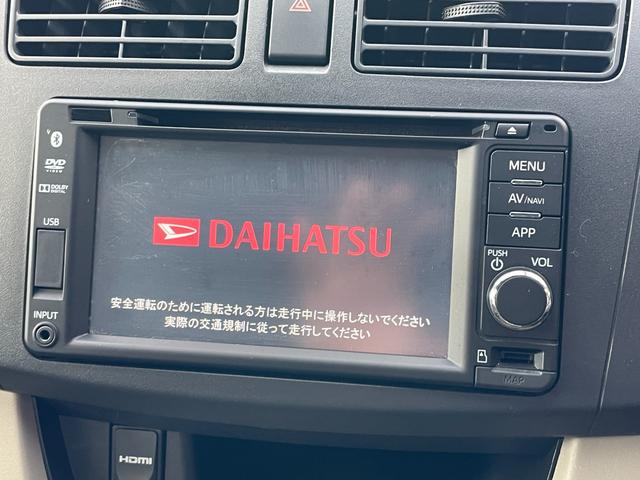 DVD
VIDEO
DOLBY
DIGITAL
USB
INPUT
DAIHATSU
安全運転のために運転される方は走行中に操作しないでください
実際の交通規制に従って走行してください
MENU
AV/NAVI
APP
PUSH
VOL
MAP
HDMI